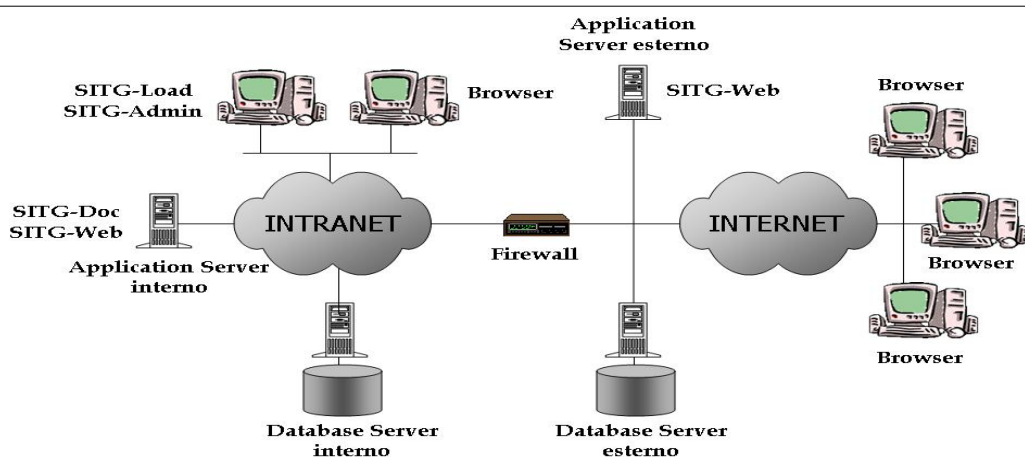 Application
Server esterno
SITG-Load
SITG-Admin
Browser
SITG-Web
Browser
SITG-Doc
SITG-Web
INTRANET
INTERNET
Firewall
Browser
Application Server
interno
Browser
Database Server
interno
Database Server
esterno